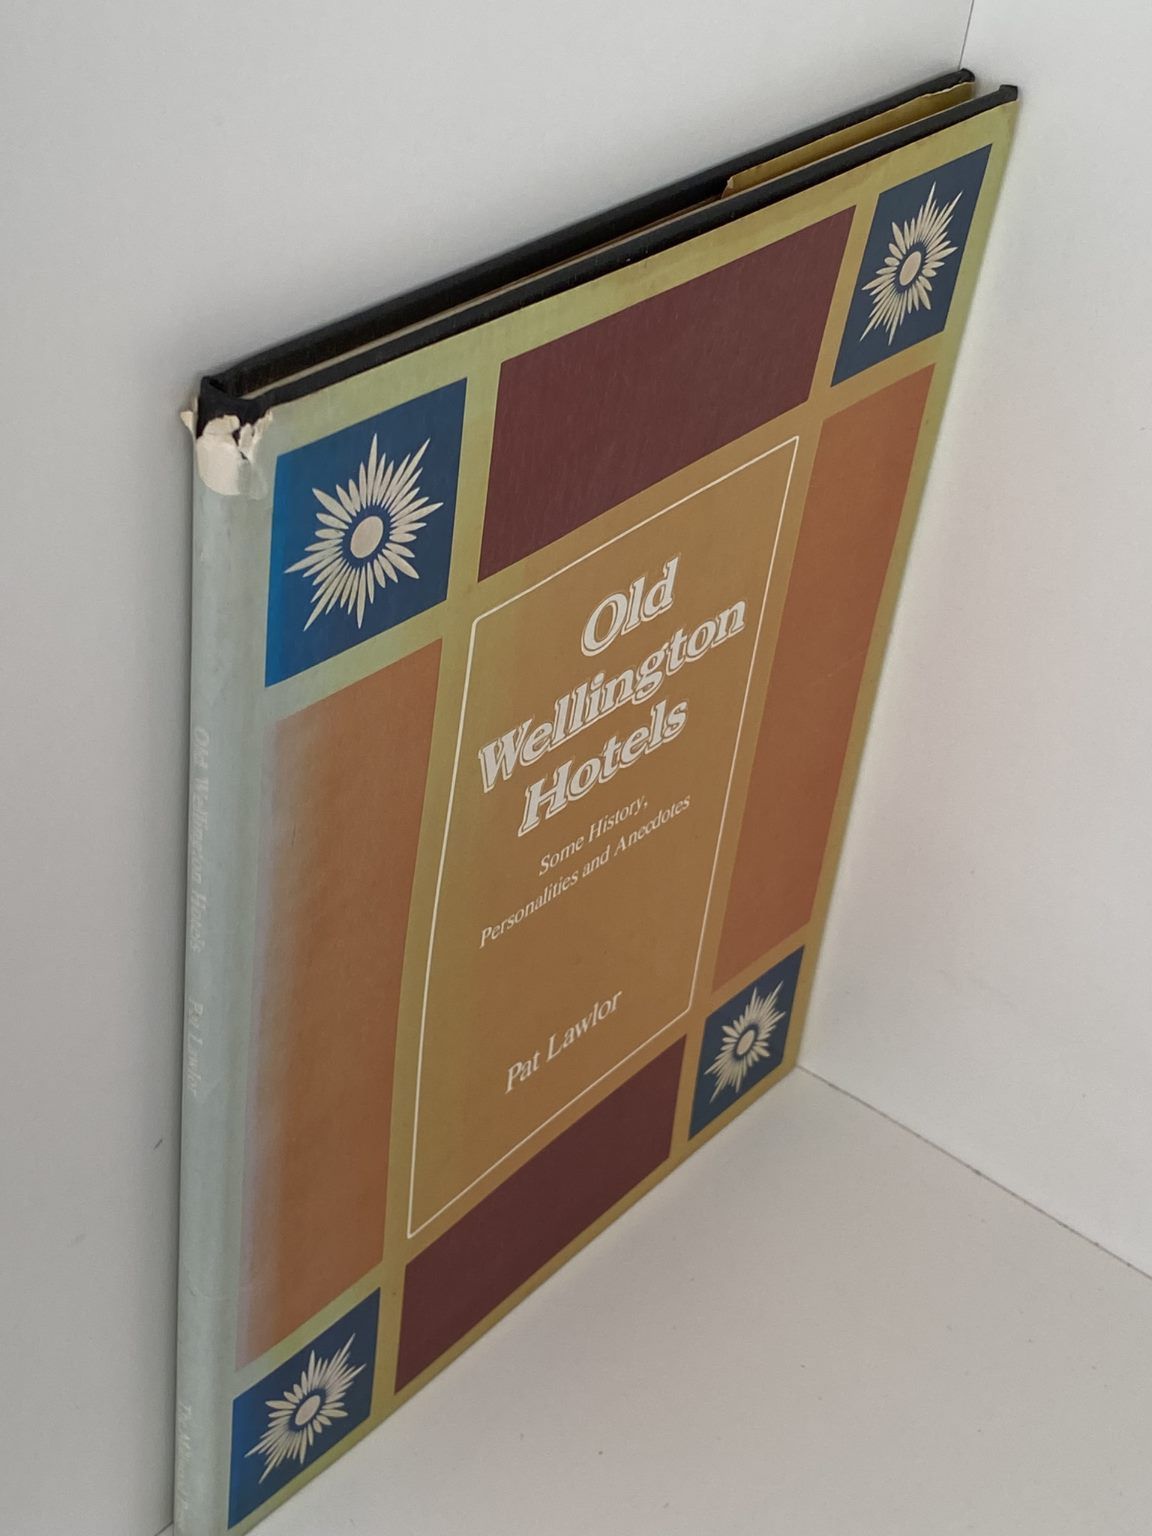 Old
Wellington
Hotels
Some History,
Personalities and Anecdotes
Pat Lawlor
Old Wellington Hotels Pat Lawlor